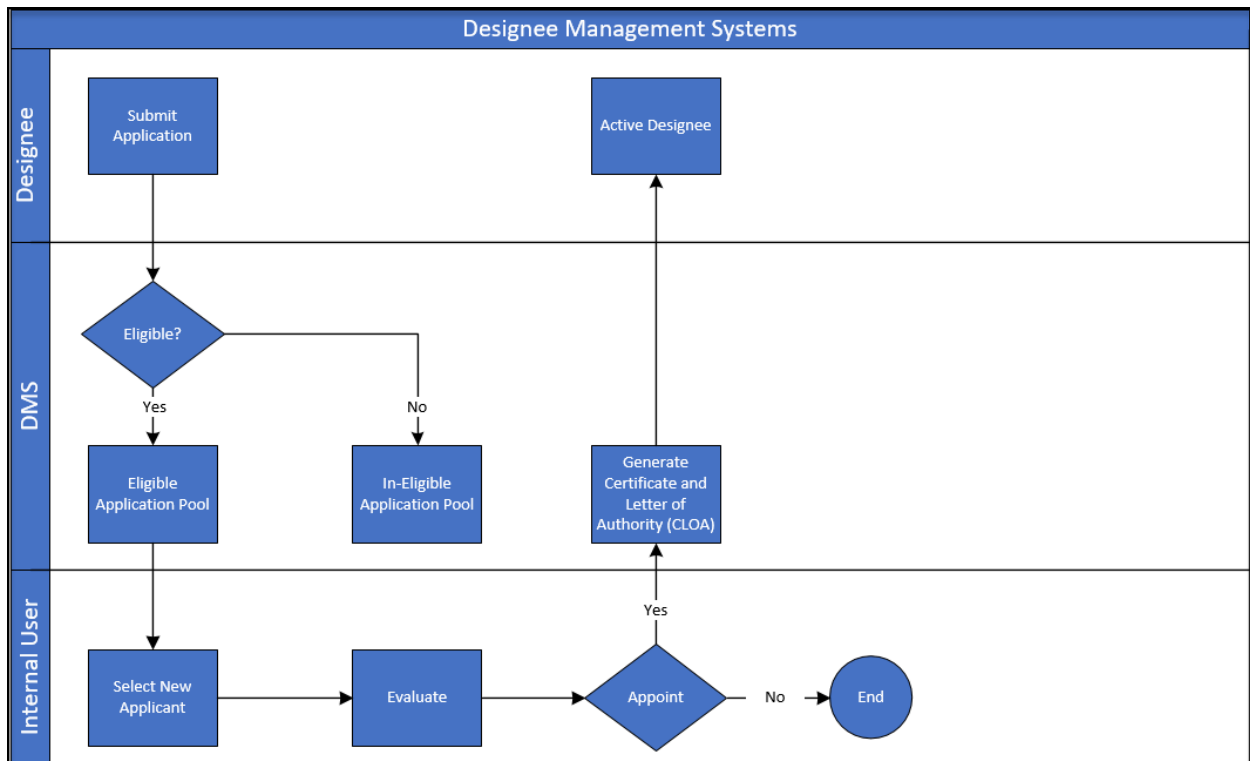 Designee Management Systems
Designee
Submit
Application
Active Designee
DMS
Eligible?
Yes
No
Eligible
Application Pool
In-Eligible
Application Pool
Generate
Certificate and
Letter of
Authority (CLOA)
Internal User
Yes
Select New
Applicant
Evaluate
Appoint
No
End